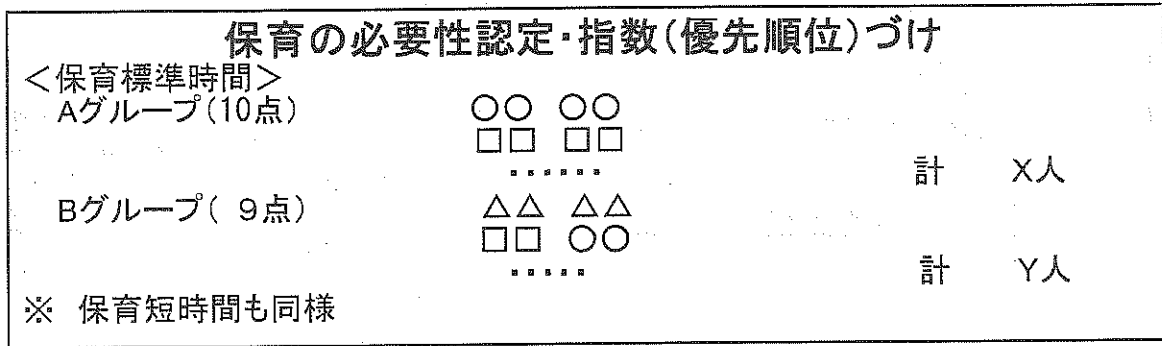 保育の必要性認定・指数(優先順位)づけ
<保育標準時間>
Aグループ(10点) ○○ ○○
□□ □□
‥‥‥
計 X人
Bグループ( 9点) △△ △△
□□ ○○
‥‥‥
計 Y人
※ 保育短時間も同様